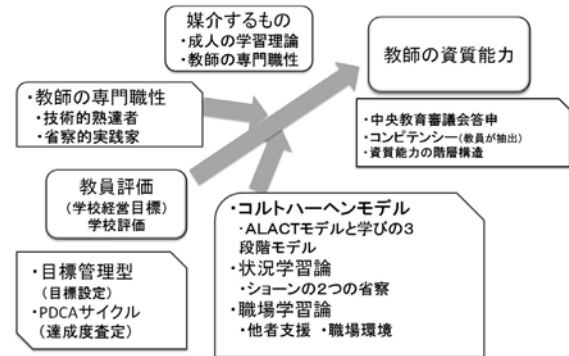 媒介するもの
・成人の学習理論
・教師の専門職性
教師の資質能力
・教師の専門職性
・技術的熟達者
・省察的実践家
・中央教育審議会答申
・コンピテンシー(教員が抽出)
・資質能力の階層構造
教員評価
(学校経営目標)
学校評価
・コルトハーヘンモデル
・ALACTモデルと学びの3
段階モデル
・状況学習論
・ショーンの2つの省察
・職場学習論
・他者支援 ・職場環境
・目標管理型
(目標設定)
・PDCAサイクル
(達成度査定)